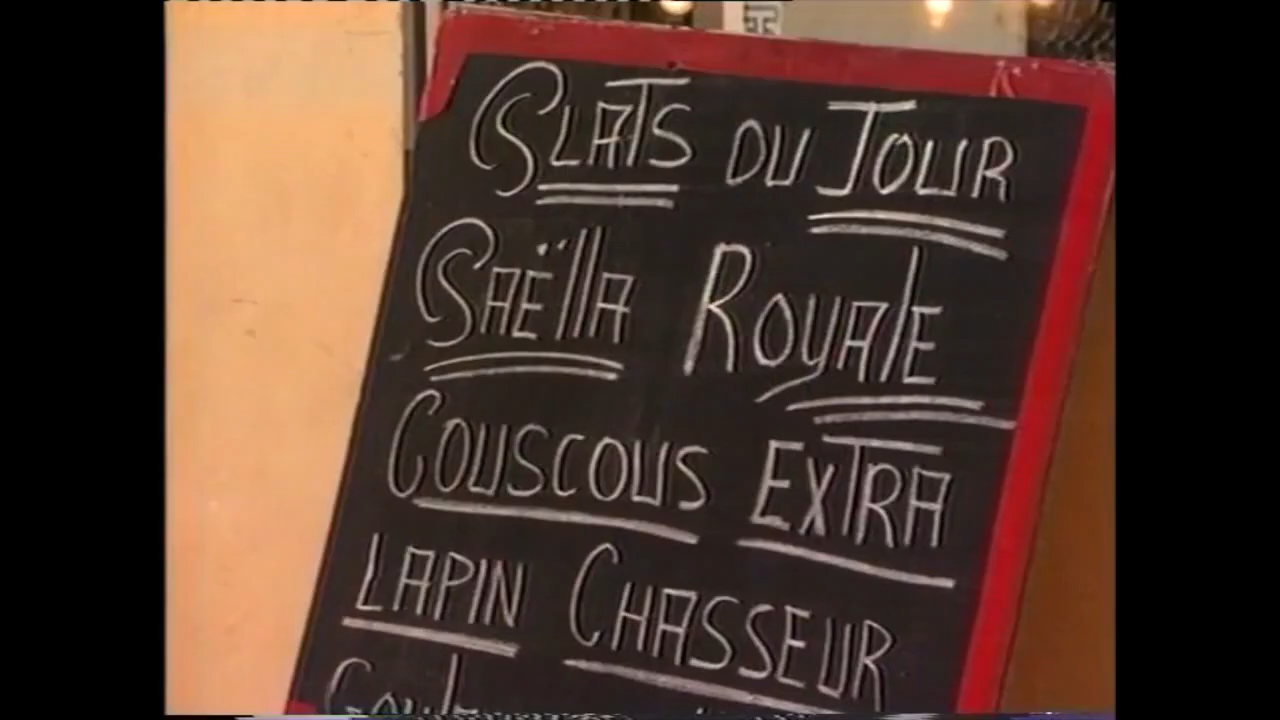 PLATS DU JOUR
PAËLLA ROYALE
COUSCOUS EXTRA
LAPIN CHASSEUR